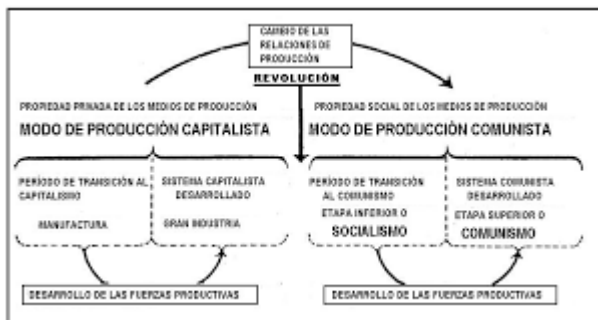 CAMBIO DE LAS
RELACIONES DE
PRODUCCIÓN
REVOLUCIÓN
PROPIEDAD PRIVADA DE LOS MEDIOS DE PRODUCCIÓN
MODO DE PRODUCCIÓN CAPITALISTA
PERÍODO DE TRANSICIÓN AL
CAPITALISMO
MANUFACTURA
SISTEMA CAPITALISTA
DESARROLLADO
GRAN INDUSTRIA
DESARROLLO DE LAS FUERZAS PRODUCTIVAS
PROPIEDAD SOCIAL DE LOS MEDIOS DE PRODUCCIÓN
MODO DE PRODUCCIÓN COMUNISTA
PERÍODO DE TRANSICIÓN
AL COMUNISMO
ETAPA INFERIOR O
SOCIALISMO
SISTEMA COMUNISTA
DESARROLLADO
ETAPA SUPERIOR O
COMUNISMO
DESARROLLO DE LAS FUERZAS PRODUCTIVAS